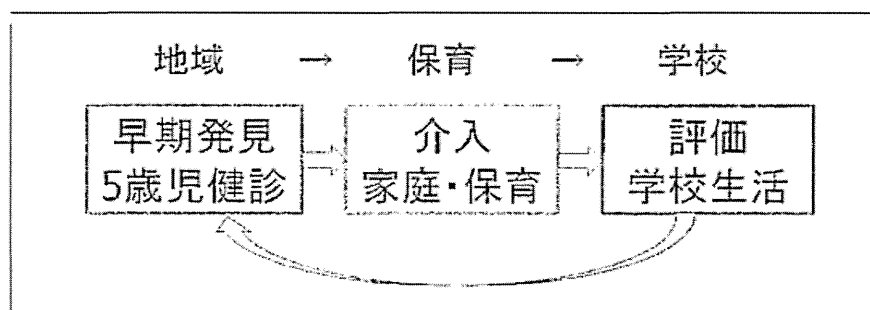 地域 → 保育 → 学校
早期発見 介入 評価
5歳児健診 家庭・保育 学校生活